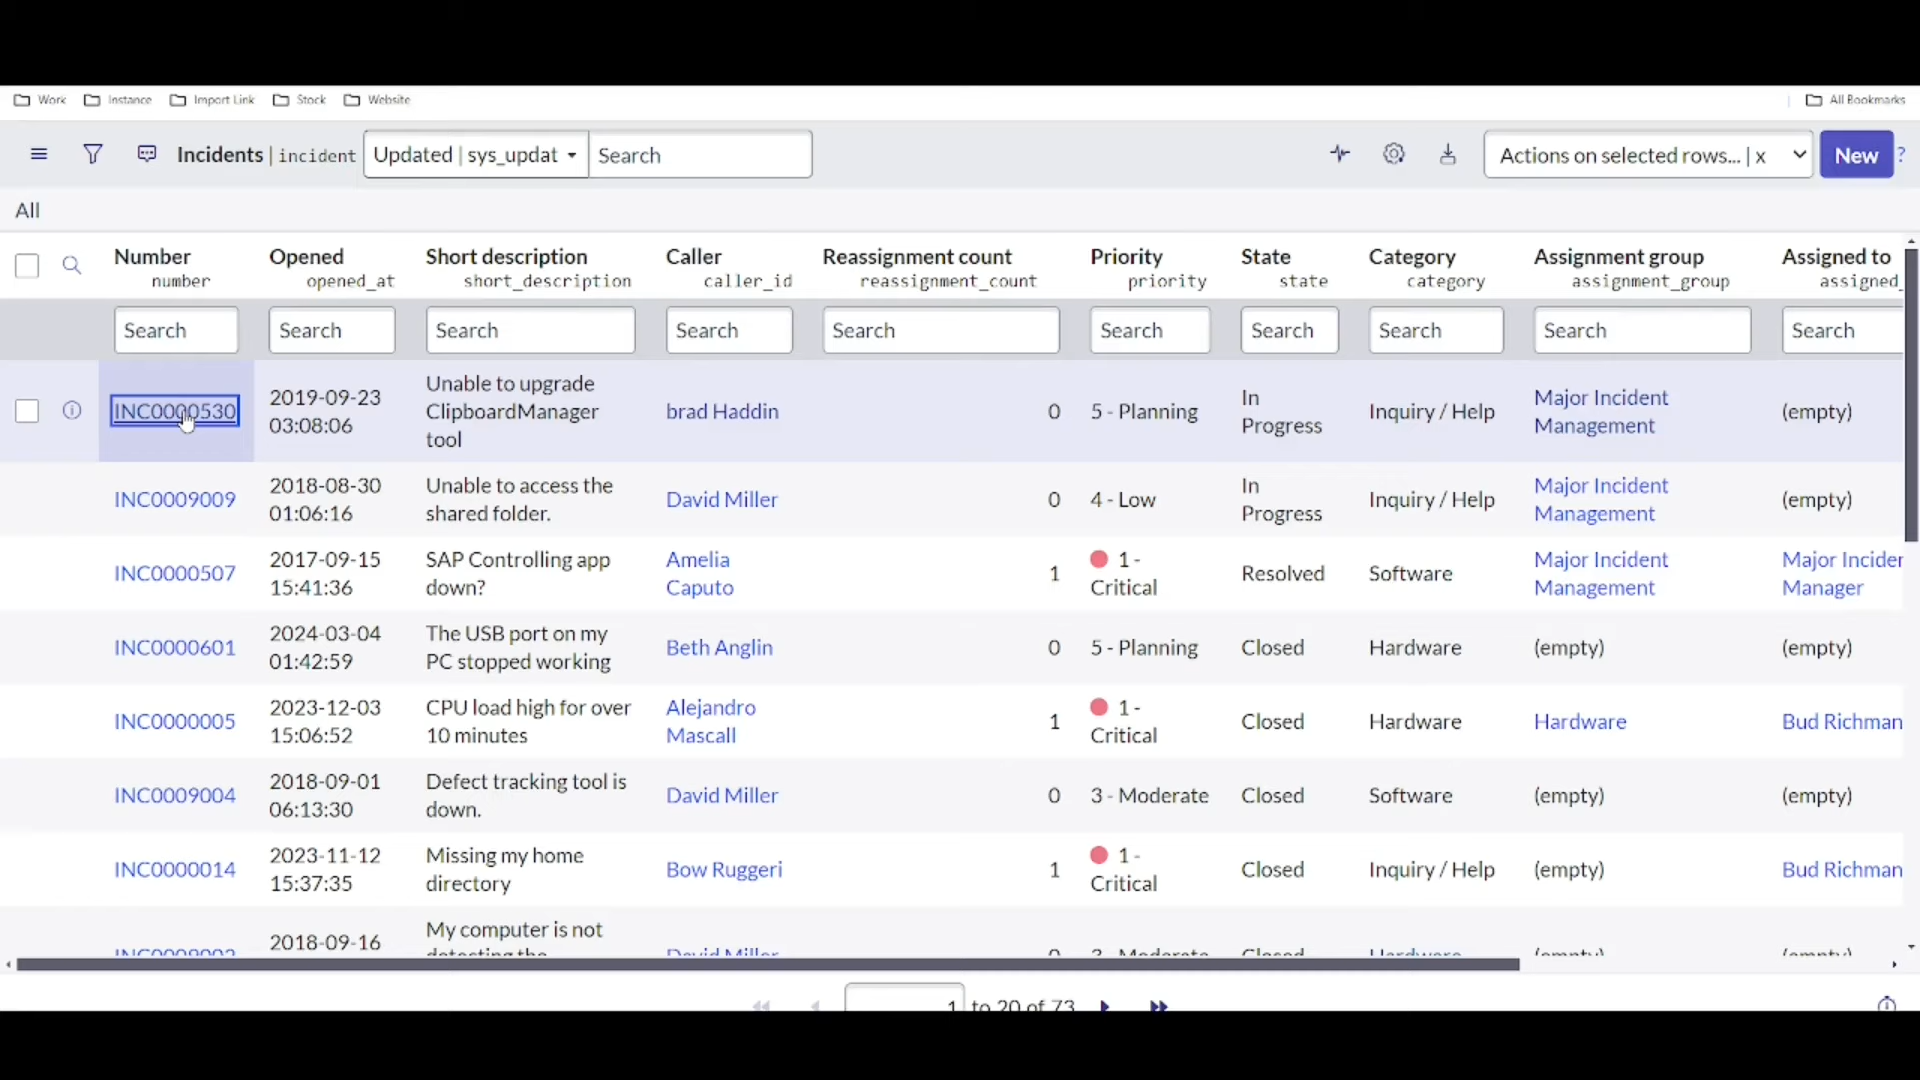 Work Instance Import Link Stock Website All Bookmarks
Incidents | incident Updated | sys_updat Search Actions on selected rows... | x New ?
All
Number Opened Short description Caller Reassignment count Priority State Category Assignment group Assigned to
number opened_at short_description caller_id reassignment_count priority state category assignment_group assigned_
Search Search Search Search Search Search Search Search Search Search
INC0000530 2019-09-23 03:08:06 Unable to upgrade ClipboardManager tool brad Haddin 0 5 - Planning In Progress Inquiry / Help Major Incident Management (empty)
INC0009009 2018-08-30 01:06:16 Unable to access the shared folder. David Miller 0 4 - Low In Progress Inquiry / Help Major Incident Management (empty)
INC0000507 2017-09-15 15:41:36 SAP Controlling app down? Amelia Caputo 1 1 - Critical Resolved Software Major Incident Management Major Incider Manager
INC0000601 2024-03-04 01:42:59 The USB port on my PC stopped working Beth Anglin 0 5 - Planning Closed Hardware (empty) (empty)
INC0000005 2023-12-03 15:06:52 CPU load high for over 10 minutes Alejandro Mascall 1 1 - Critical Closed Hardware Hardware Bud Richman
INC0009004 2018-09-01 06:13:30 Defect tracking tool is down. David Miller 0 3 - Moderate Closed Software (empty) (empty)
INC0000014 2023-11-12 15:37:35 Missing my home directory Bow Ruggeri 1 1 - Critical Closed Inquiry / Help (empty) Bud Richman
2018-09-16 My computer is not detecting the David Miller 0 3 - Moderate Closed Hardware (empty) (empty)
1 to 20 of 73